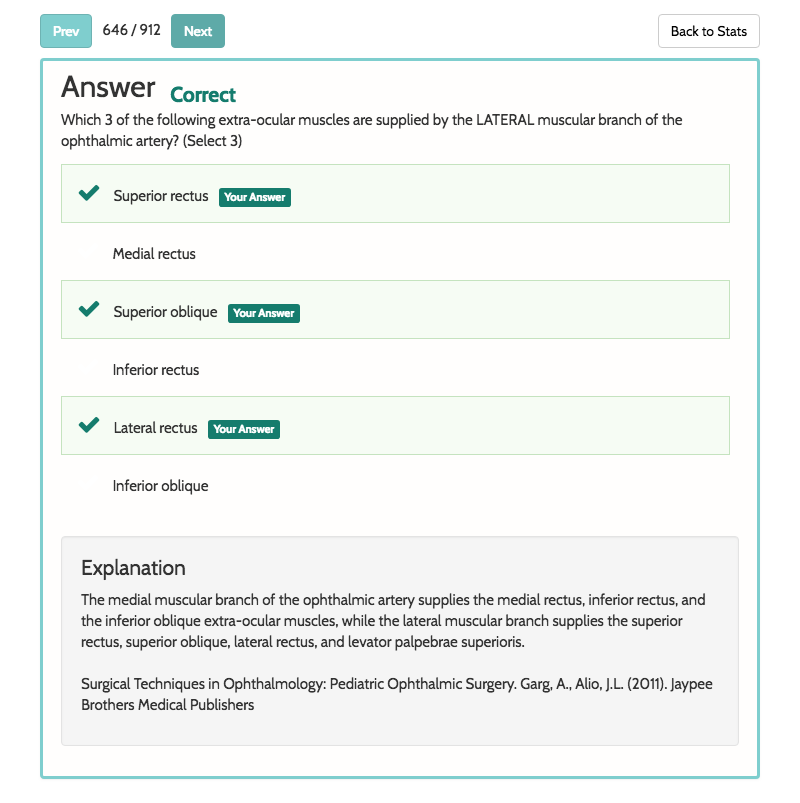 Prev 646 / 912 Next Back to Stats
Answer Correct
Which 3 of the following extra-ocular muscles are supplied by the LATERAL muscular branch of the
ophthalmic artery? (Select 3)
Superior rectus Your Answer
Medial rectus
Superior oblique Your Answer
Inferior rectus
Lateral rectus Your Answer
Inferior oblique
Explanation
The medial muscular branch of the ophthalmic artery supplies the medial rectus, inferior rectus, and
the inferior oblique extra-ocular muscles, while the lateral muscular branch supplies the superior
rectus, superior oblique, lateral rectus, and levator palpebrae superioris.
Surgical Techniques in Ophthalmology: Pediatric Ophthalmic Surgery. Garg, A., Alio, J.L. (2011). Jaypee
Brothers Medical Publishers